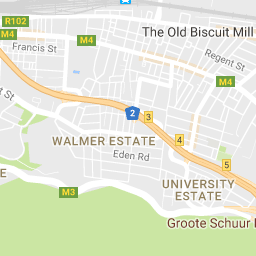 R102
M4
Francis St
The Old Biscuit Mill
Regent St
M4
M4
t St
2
3
WALMER ESTATE
4
Eden Rd
5
E
M3
UNIVERSITY
ESTATE
Groote Schuur